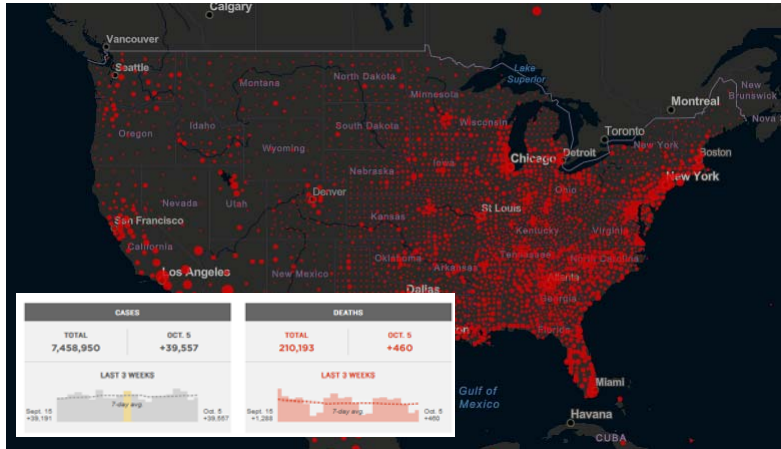 Calgary
Vancouver
Seattle
Montana
North Dakota
Lake
Superior
Minnesota
Montreal
New
Brunswick
Nova
Oregon
Idaho
South Dakota
Wisconsin
Toronto
Wyoming
New York
Boston
Iowa
Chicago
Detroit
New York
Nebraska
Nevada
Utah
Denver
Ohio
San Francisco
Kansas
St Louis
Kentucky
Virginia
California
Oklahoma
Tennessee
North Carolina
Los Angeles
New Mexico
Arkansas
Atlanta
Dallas
Georgia
Florida
Miami
Gulf of
Mexico
Havana
CUBA
CASES
TOTAL OCT. 5
7,458,950 +39,557
LAST 3 WEEKS
7-day avg
Sept. 15
+39,191
Oct. 5
+39,557
DEATHS
TOTAL OCT. 5
210,193 +460
LAST 3 WEEKS
7-day avg
Sept. 15
+1,288
Oct. 5
+460